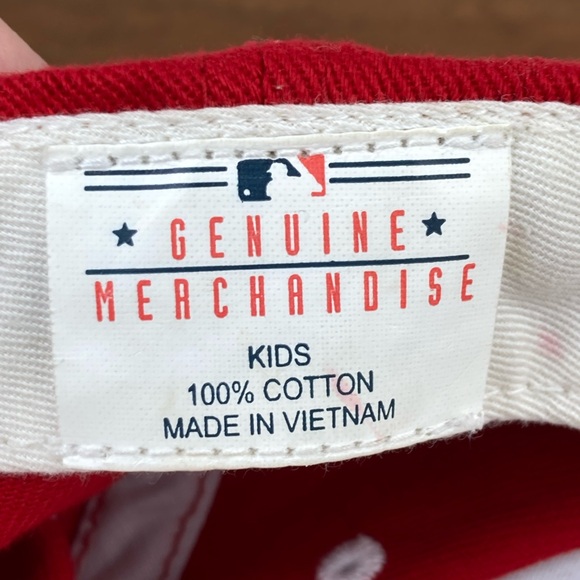 GENUINE
MERCHANDISE
KIDS
100% COTTON
MADE IN VIETNAM